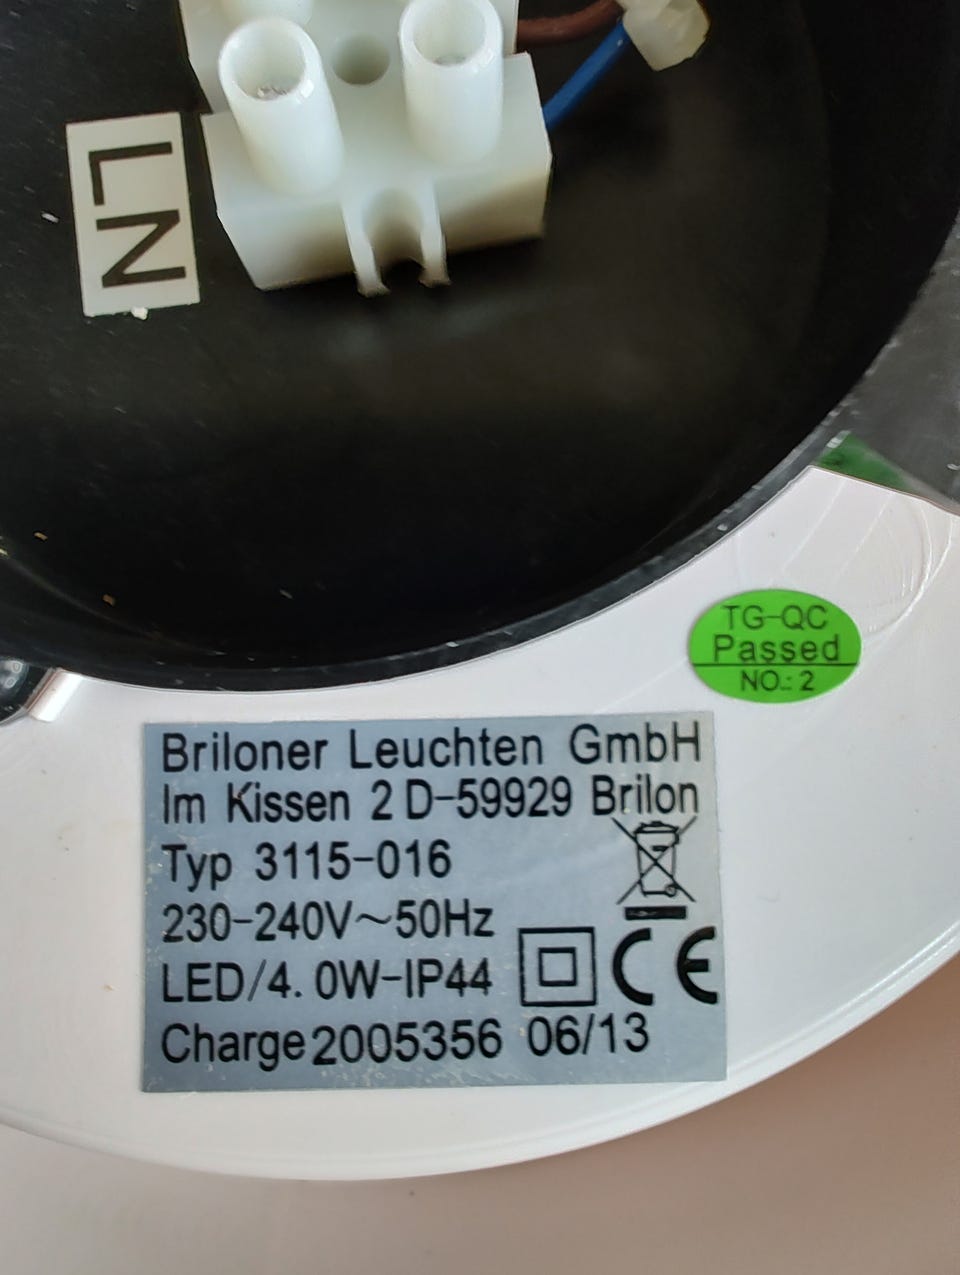 LN
TG-QC
Passed
NO.: 2
Briloner Leuchten GmbH
Im Kissen 2 D-59929 Brilon
Typ 3115-016
230-240V~50Hz
LED/4. 0W-IP44 CE
Charge 2005356 06/13